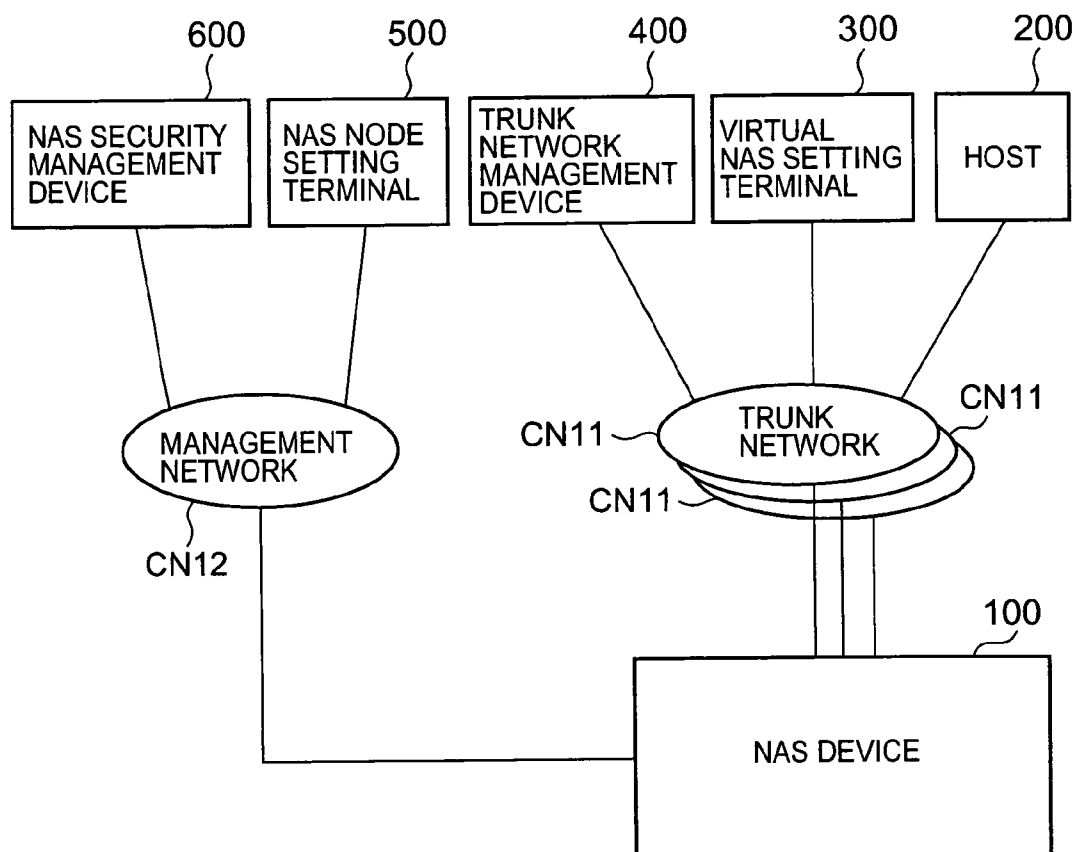 600
500
400
300
200
NAS SECURITY
MANAGEMENT
DEVICE
NAS NODE
SETTING
TERMINAL
TRUNK
NETWORK
MANAGEMENT
DEVICE
VIRTUAL
NAS SETTING
TERMINAL
HOST
MANAGEMENT
NETWORK
CN12
TRUNK
NETWORK
CN11
CN11
CN11
100
NAS DEVICE